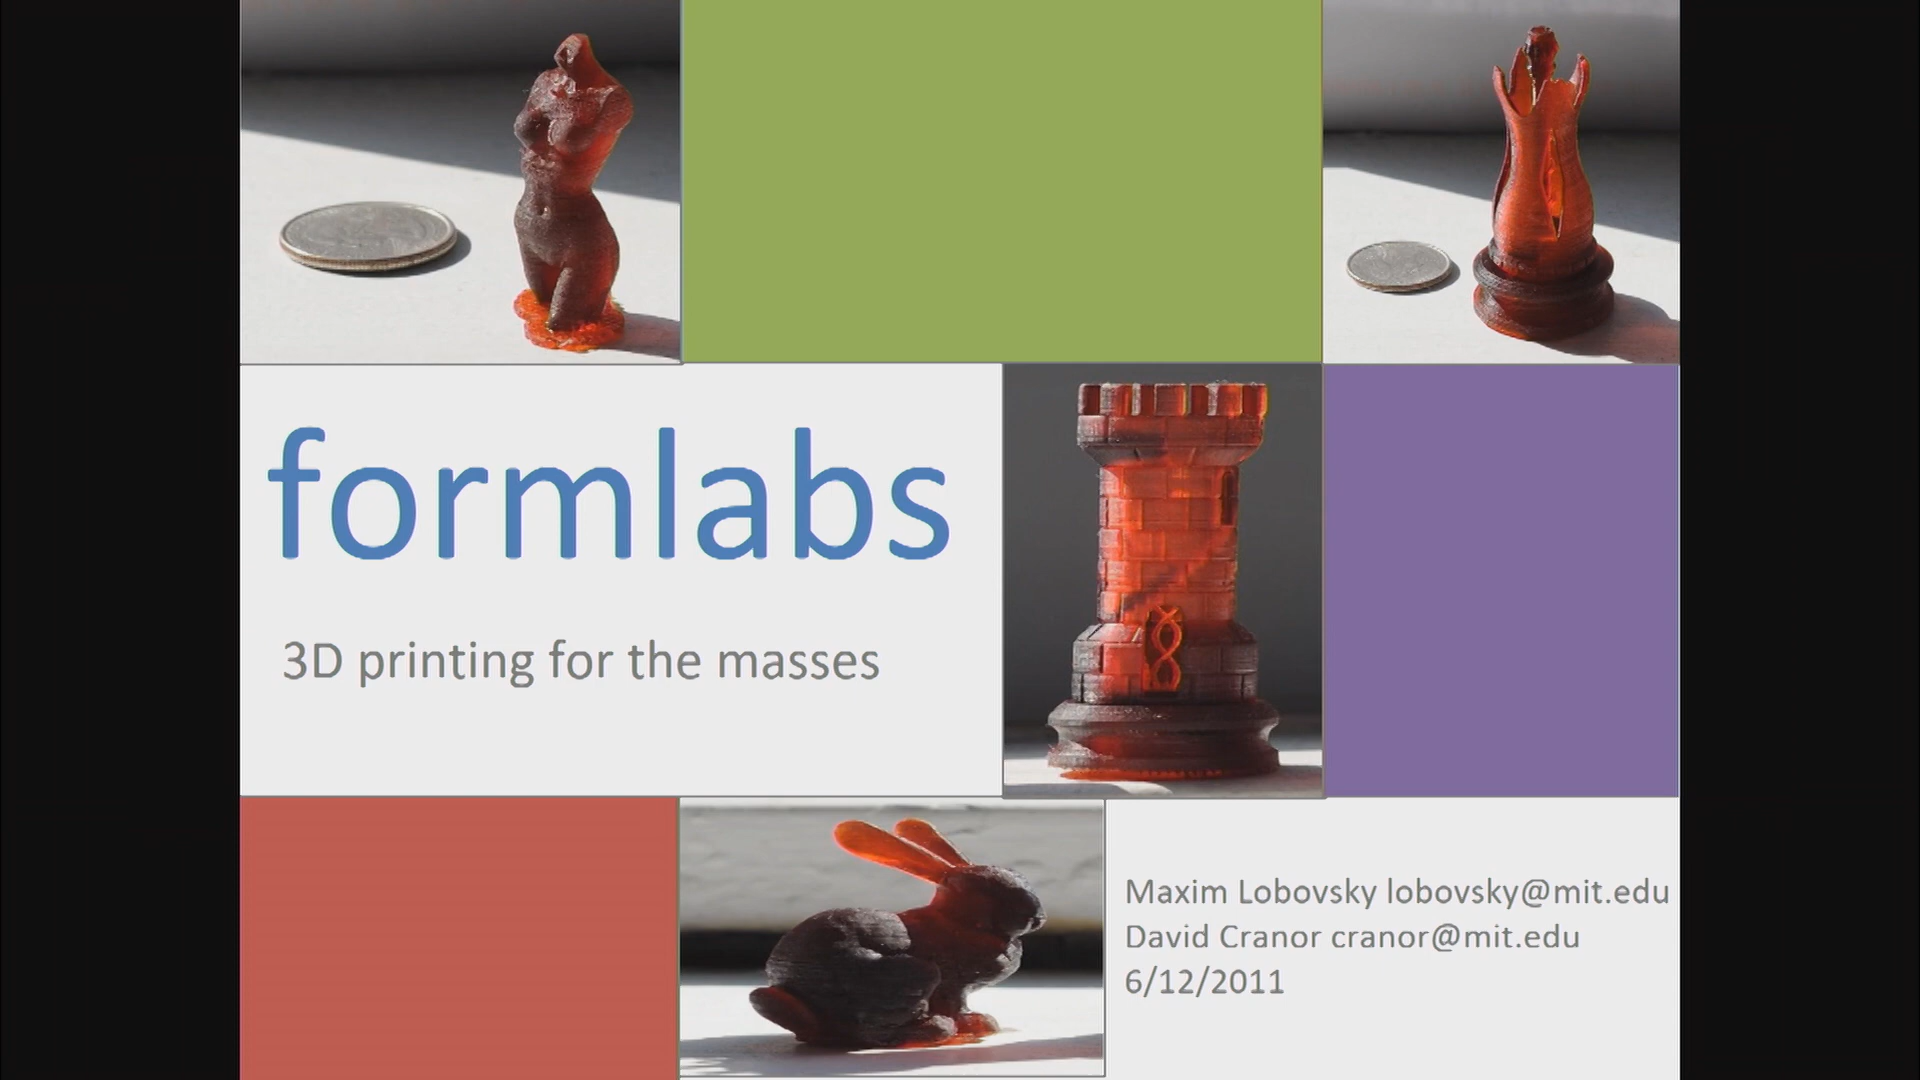 formlabs
3D printing for the masses
Maxim Lobovsky lobovsky@mit.edu
David Cranor cranor@mit.edu
6/12/2011